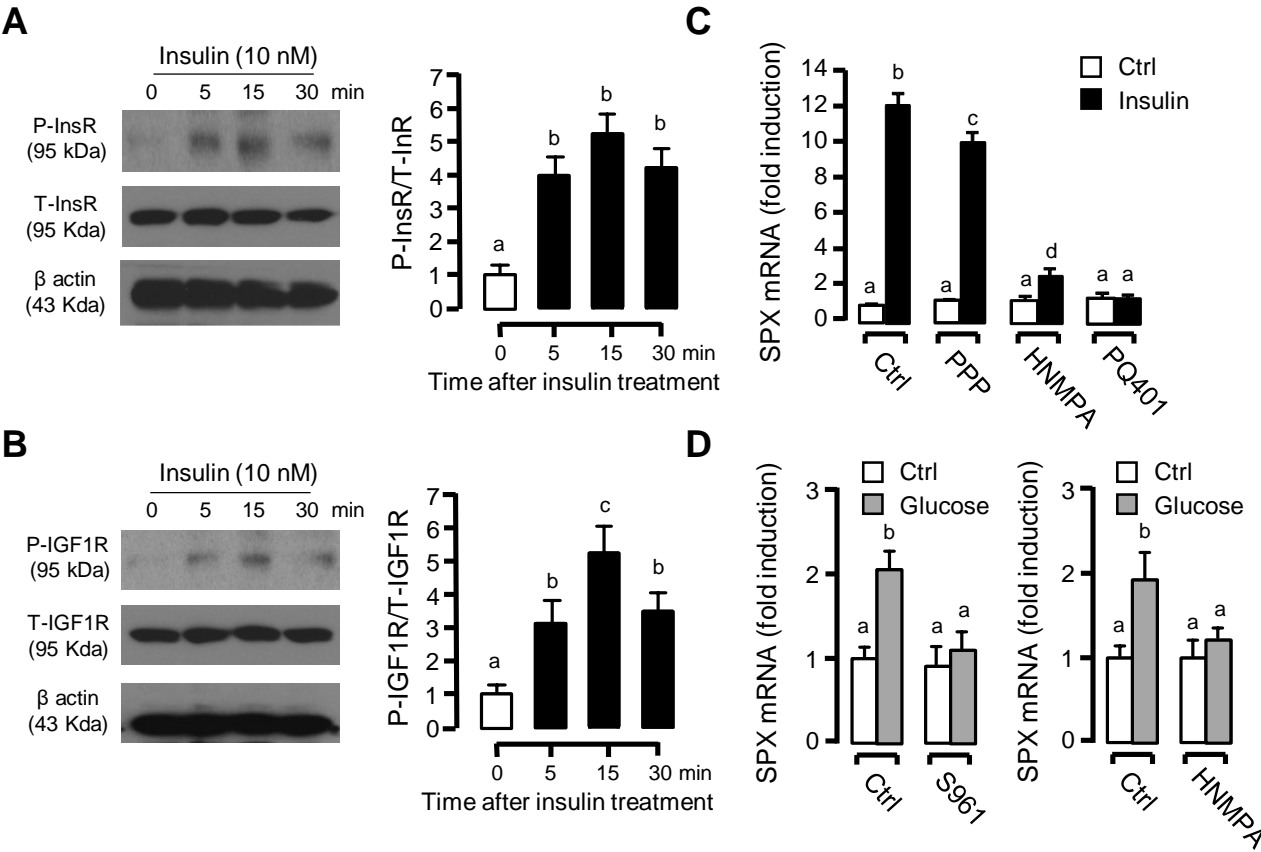 A
Insulin (10 nM)
0 5 15 30 min
P-InsR
(95 kDa)
T-InsR
(95 Kda)
β actin
(43 Kda)
P-InsR/T-InR
7
6
5
4
3
2
1
0
a b b b
0 5 15 30 min
Time after insulin treatment
B
Insulin (10 nM)
0 5 15 30 min
P-IGF1R
(95 kDa)
T-IGF1R
(95 Kda)
β actin
(43 Kda)
P-IGF1R/T-IGF1R
7
6
5
4
3
2
1
0
a b c b
0 5 15 30 min
Time after insulin treatment
C
SPX mRNA (fold induction)
14
12
10
8
6
4
2
0
Ctrl
Insulin
a b a c a d a a
Ctrl PPP HNMPA PQ401
D
SPX mRNA (fold induction)
3
2
1
0
Ctrl
Glucose
a b a a
Ctrl S961
SPX mRNA (fold induction)
3
2
1
0
Ctrl
Glucose
a b a a
Ctrl HNMPA